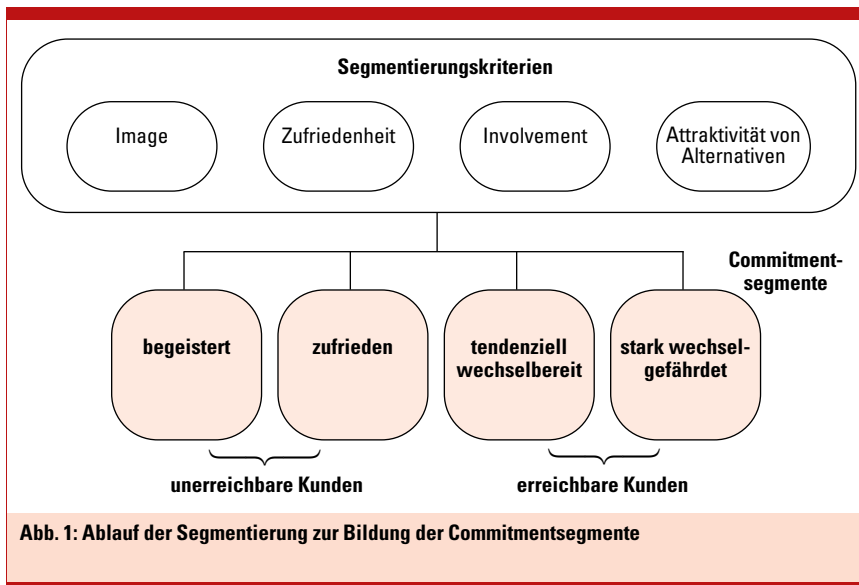 Segmentierungskriterien
Image
Zufriedenheit
Involvement
Attraktivität von
Alternativen
Commitment-
segmente
begeistert
zufrieden
tendenziell
wechselbereit
stark wechsel-
gefährdet
unerreichbare Kunden
erreichbare Kunden
Abb. 1: Ablauf der Segmentierung zur Bildung der Commitmentsegmente